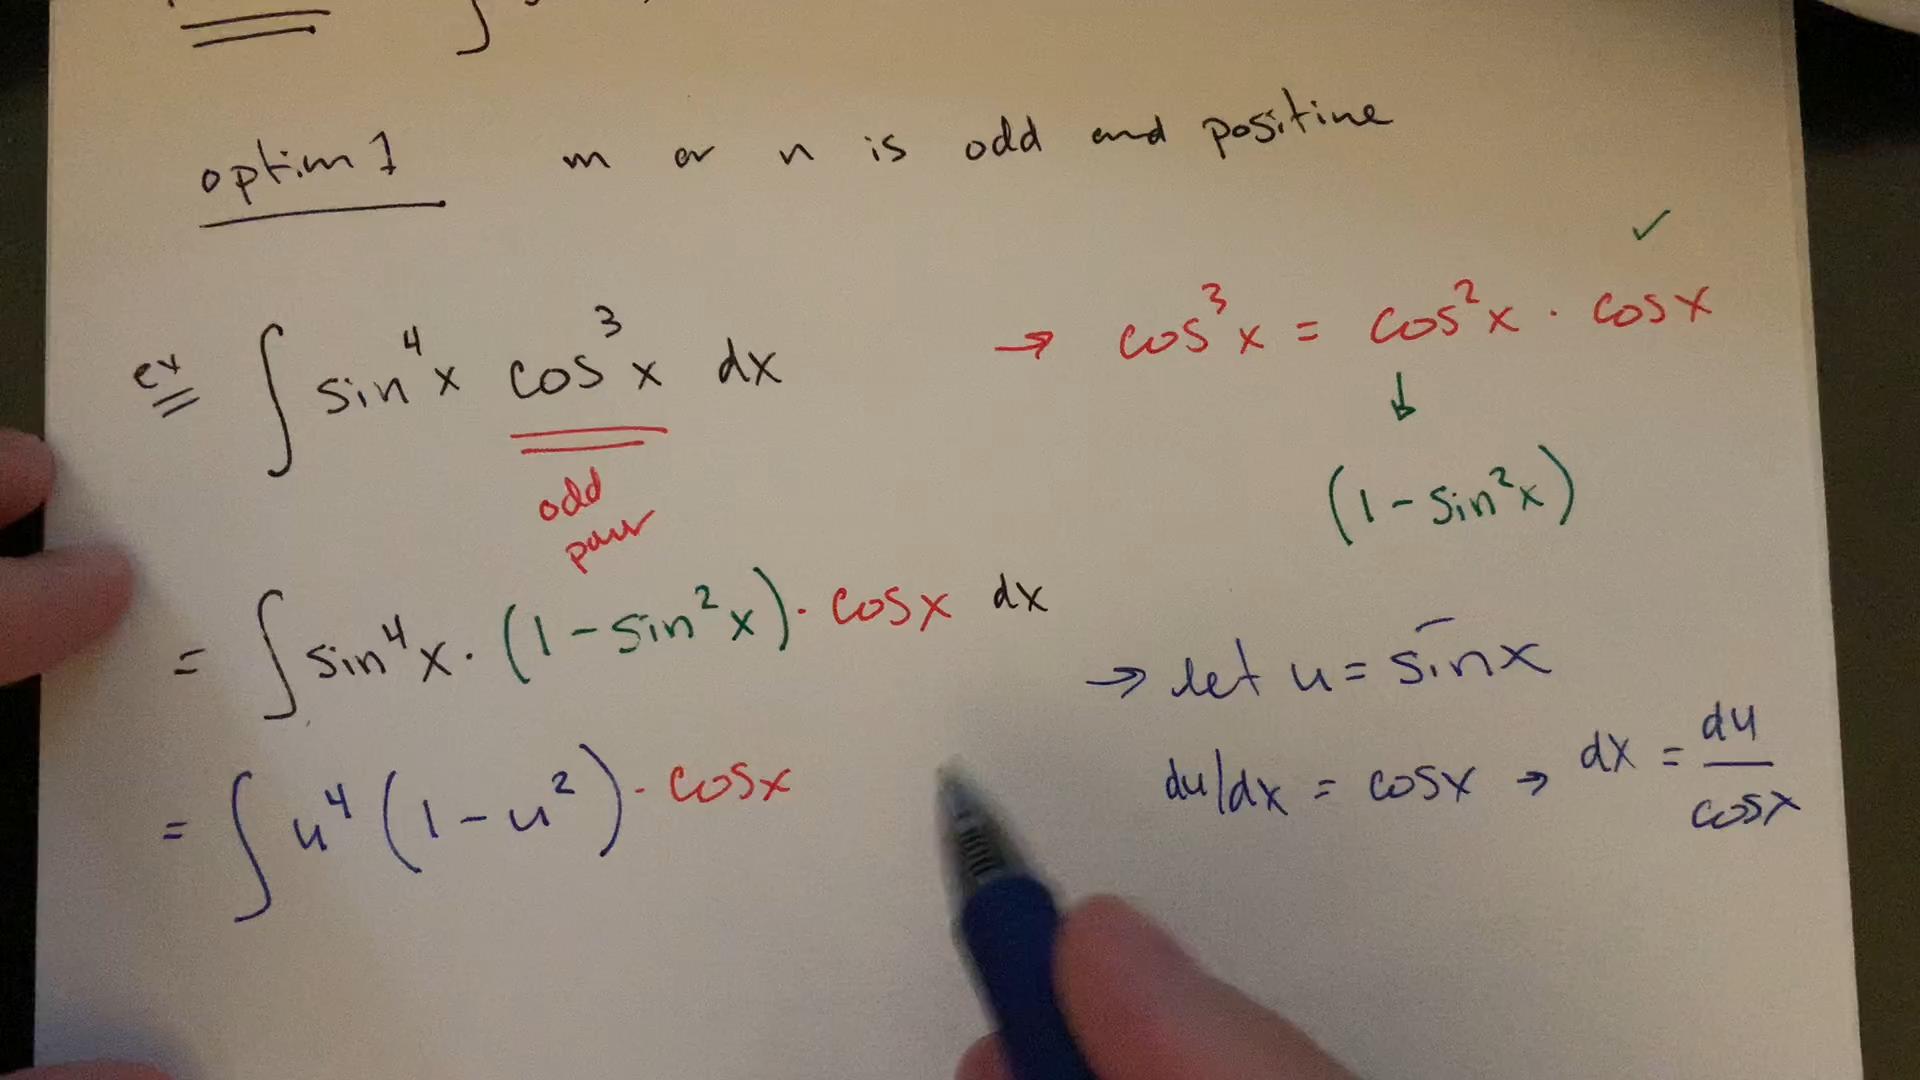 option 1 m or n is odd and positive
✓
ex ∫ sin⁴x cos³x dx → cos³x = cos²x · cosx
↓
odd
power
(1 - sin²x)
= ∫ sin⁴x · (1 - sin²x) · cosx dx
→ let u = sinx
= ∫ u⁴ (1 - u²) · cosx
du/dx = cosx → dx = du/cosx